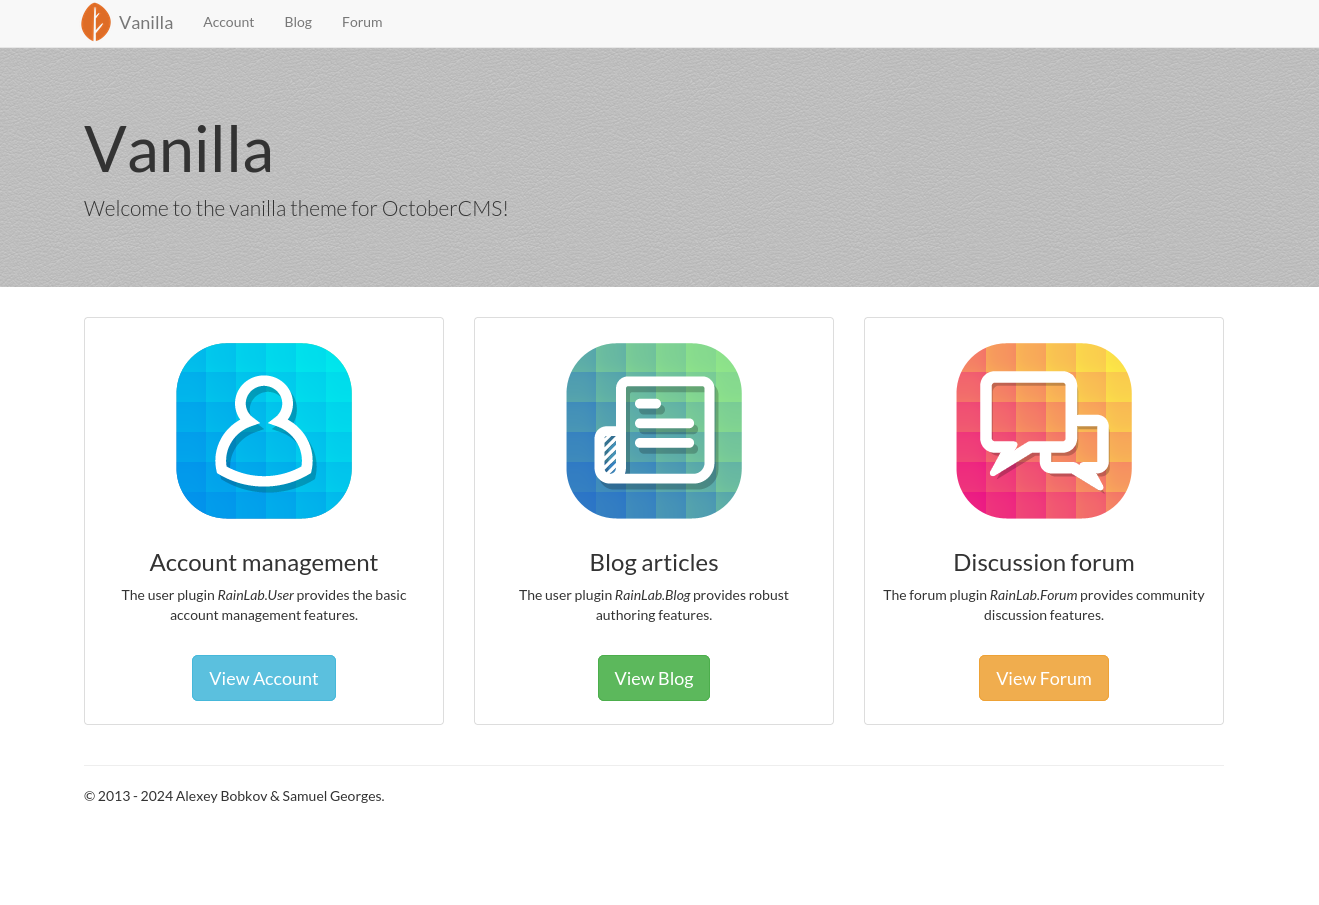 Vanilla
Account
Blog
Forum
Vanilla
Welcome to the vanilla theme for OctoberCMS!
Account management
The user plugin RainLab.User provides the basic
account management features.
View Account
Blog articles
The user plugin RainLab.Blog provides robust
authoring features.
View Blog
Discussion forum
The forum plugin RainLab.Forum provides community
discussion features.
View Forum
© 2013 - 2024 Alexey Bobkov & Samuel Georges.